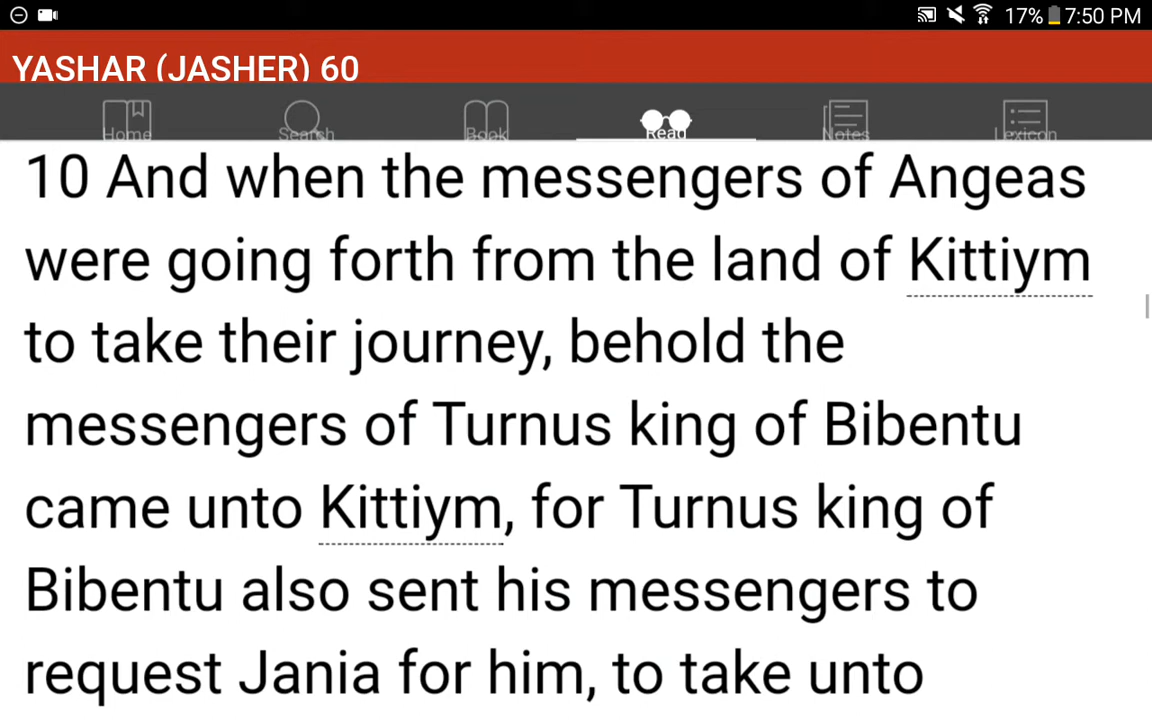 17% 7:50 PM
YASHAR (JASHER) 60
Home Search Book Read Notes Lexicon
10 And when the messengers of Angeas
were going forth from the land of Kittiym
to take their journey, behold the
messengers of Turnus king of Bibentu
came unto Kittiym, for Turnus king of
Bibentu also sent his messengers to
request Jania for him, to take unto